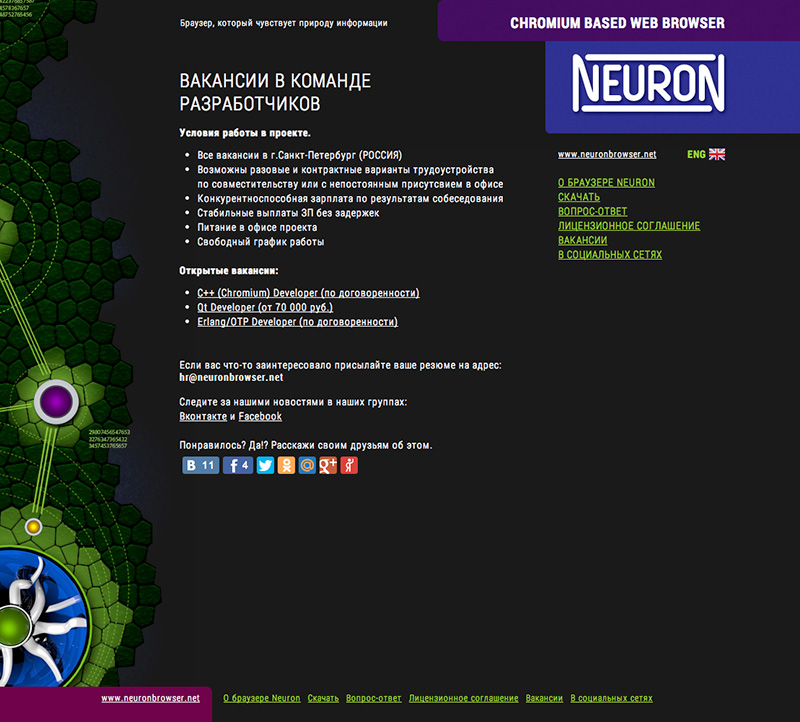 Браузер, который чувствует природу информации
CHROMIUM BASED WEB BROWSER
NEURON
www.neuronbrowser.net
ENG
О БРАУЗЕРЕ NEURON
СКАЧАТЬ
ВОПРОС-ОТВЕТ
ЛИЦЕНЗИОННОЕ СОГЛАШЕНИЕ
ВАКАНСИИ
В СОЦИАЛЬНЫХ СЕТЯХ
ВАКАНСИИ В КОМАНДЕ
РАЗРАБОТЧИКОВ
Условия работы в проекте.
Все вакансии в г.Санкт-Петербург (РОССИЯ)
Возможны разовые и контрактные варианты трудоустройства
по совместительству или с непостоянным присутсвием в офисе
Конкурентноспособная зарплата по результатам собеседования
Стабильные выплаты ЗП без задержек
Питание в офисе проекта
Свободный график работы
Открытые вакансии:
C++ (Chromium) Developer (по договоренности)
Qt Developer (от 70 000 руб.)
Erlang/OTP Developer (по договоренности)
Если вас что-то заинтересовало присылайте ваше резюме на адрес:
hr@neuronbrowser.net
Следите за нашими новостями в наших группах:
Вконтакте и Facebook
29007456547653
3276347365432
3457453765657
Понравилось? Да!? Расскажи своим друзьям об этом.
В 11 f 4 @ g+ я
www.neuronbrowser.net
О браузере Neuron Скачать Вопрос-ответ Лицензионное соглашение Вакансии В социальных сетях